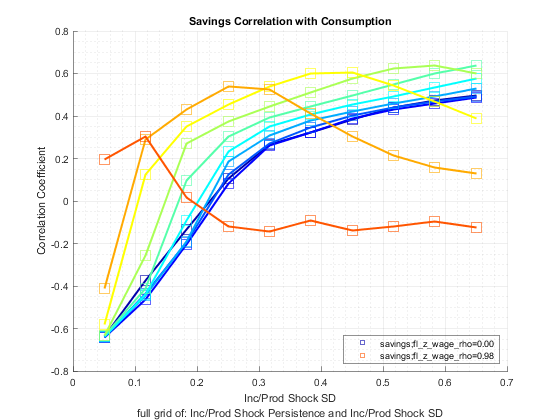 Savings Correlation with Consumption
0.8
0.6
0.4
0.2
0
-0.2
-0.4
-0.6
-0.8
Correlation Coefficient
0
0.1
0.2
0.3
0.4
0.5
0.6
0.7
savings;fl_z_wage_rho=0.00
savings;fl_z_wage_rho=0.98
Inc/Prod Shock SD
full grid of: Inc/Prod Shock Persistence and Inc/Prod Shock SD